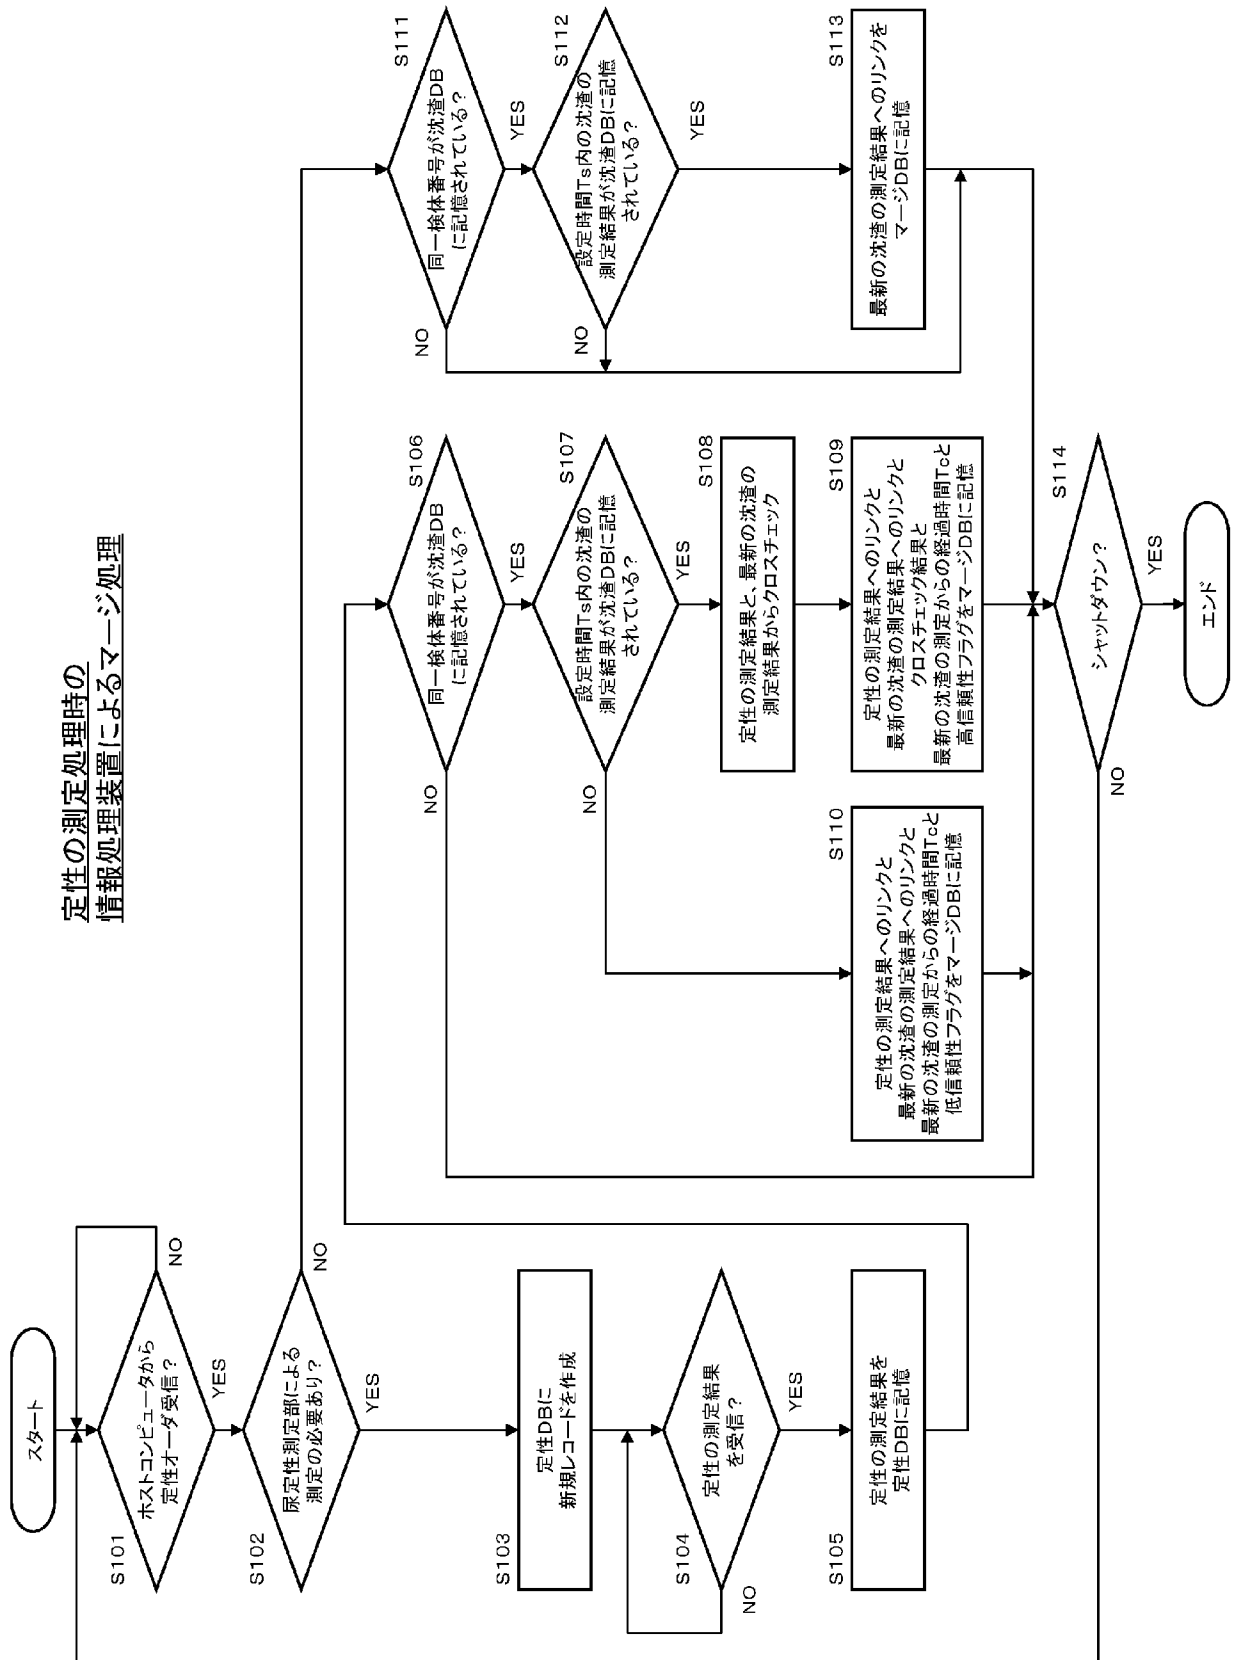 定性の測定処理時の
情報処理装置によるマージ処理
スタート
S101
ホストコンピュータから
定性オーダ受信？
NO
YES
S102
尿定性測定部による
測定の必要あり？
NO
YES
S103
定性DBに
新規レコードを作成
S104
定性の測定結果
を受信？
NO
YES
S105
定性の測定結果を
定性DBに記憶
S106
同一検体番号が沈渣DB
に記憶されている？
NO
YES
S107
設定時間Ts内の沈渣の
測定結果が沈渣DBに記憶
されている？
NO
YES
S108
定性の測定結果と、最新の沈渣の
測定結果からクロスチェック
S109
定性の測定結果へのリンクと
最新の沈渣の測定結果へのリンクと
クロスチェック結果と
最新の沈渣の測定からの経過時間Tcと
高信頼性フラグをマージDBに記憶
S110
定性の測定結果へのリンクと
最新の沈渣の測定結果へのリンクと
最新の沈渣の測定からの経過時間Tcと
低信頼性フラグをマージDBに記憶
S111
同一検体番号が沈渣DB
に記憶されている？
NO
YES
S112
設定時間Ts内の沈渣の
測定結果が沈渣DBに記憶
されている？
NO
YES
S113
最新の沈渣の測定結果へのリンクを
マージDBに記憶
S114
シャットダウン？
NO
YES
エンド